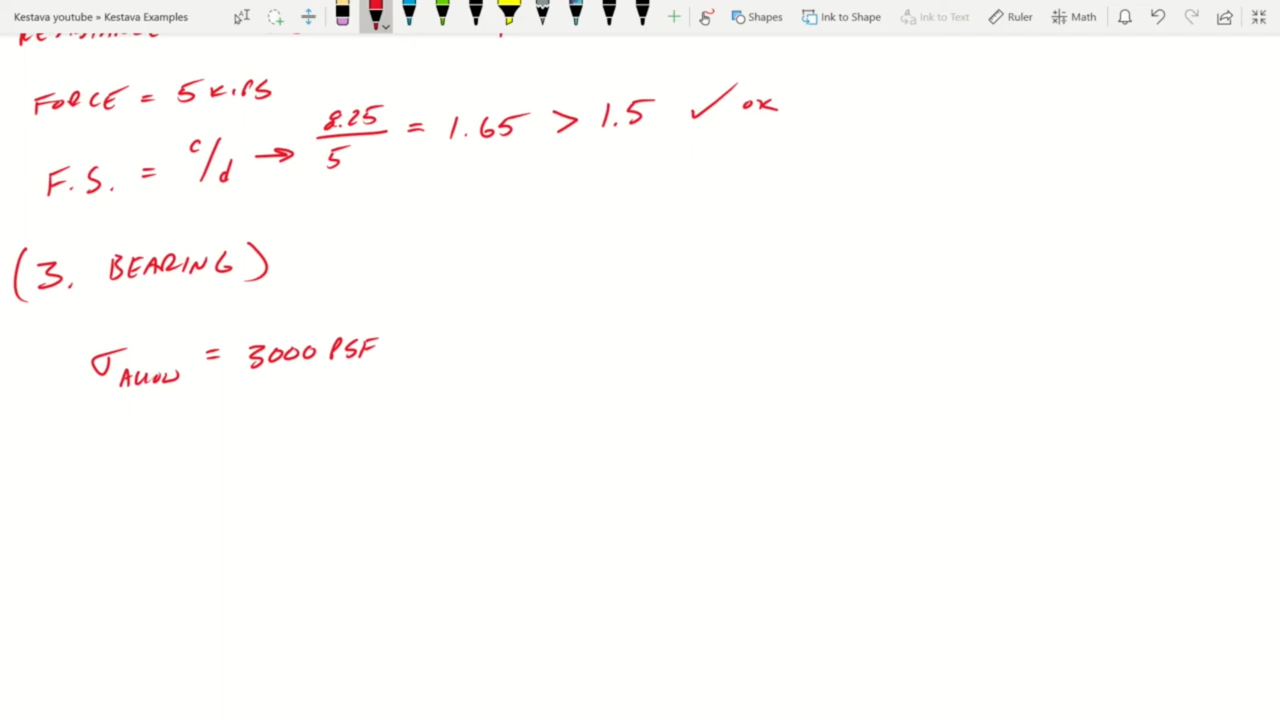 Kestava youtube » Kestava Examples
Shapes
Ink to Shape
Ink to Text
Ruler
Math
FORCE = 5 KIPS
F.S. = c/d → 8.25/5 = 1.65 > 1.5 ✓ OK
(3. BEARING)
σ ALLOW = 3000 PSF